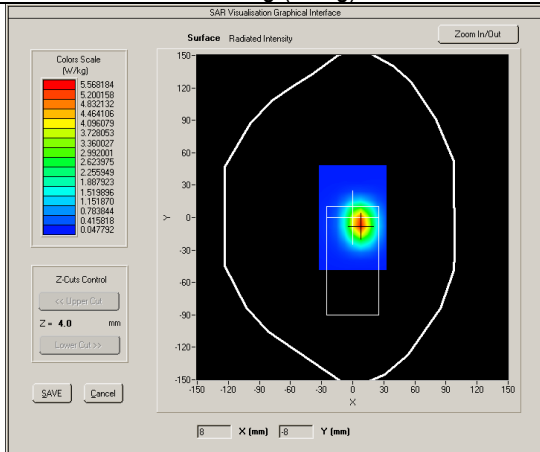 SAR Visualisation Graphical Interface
Surface Radiated Intensity
Zoom In/Out
Colors Scale
(W/kg)
5.568184
5.200158
4.832132
4.464106
4.096079
3.728053
3.360027
2.992001
2.623975
2.255949
1.887923
1.519896
1.151870
0.783844
0.415818
0.047792
Z-Cuts Control
<< Upper Cut
Z = 4.0 mm
Lower Cut >>
SAVE Cancel
150-
120-
90-
60-
30-
0-
-30-
-60-
-90-
-120-
-150-
Y
-150 -120 -90 -60 -30 0 30 60 90 120 150
X
8 X (mm) -8 Y (mm)